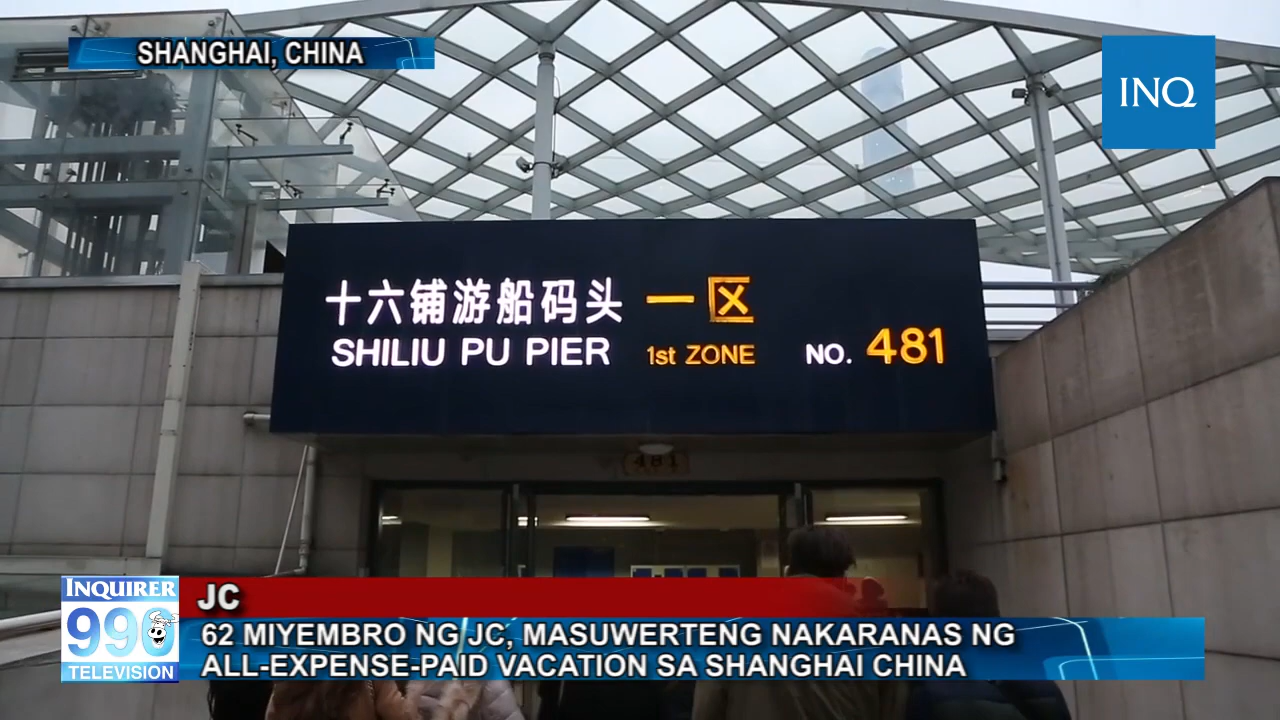 SHANGHAI, CHINA
INQ
十六铺游船码头 一区
SHILIU PU PIER 1st ZONE NO. 481
481
INQUIRER
990
TELEVISION
JC
62 MIYEMBRO NG JC, MASUWERTENG NAKARANAS NG
ALL-EXPENSE-PAID VACATION SA SHANGHAI CHINA